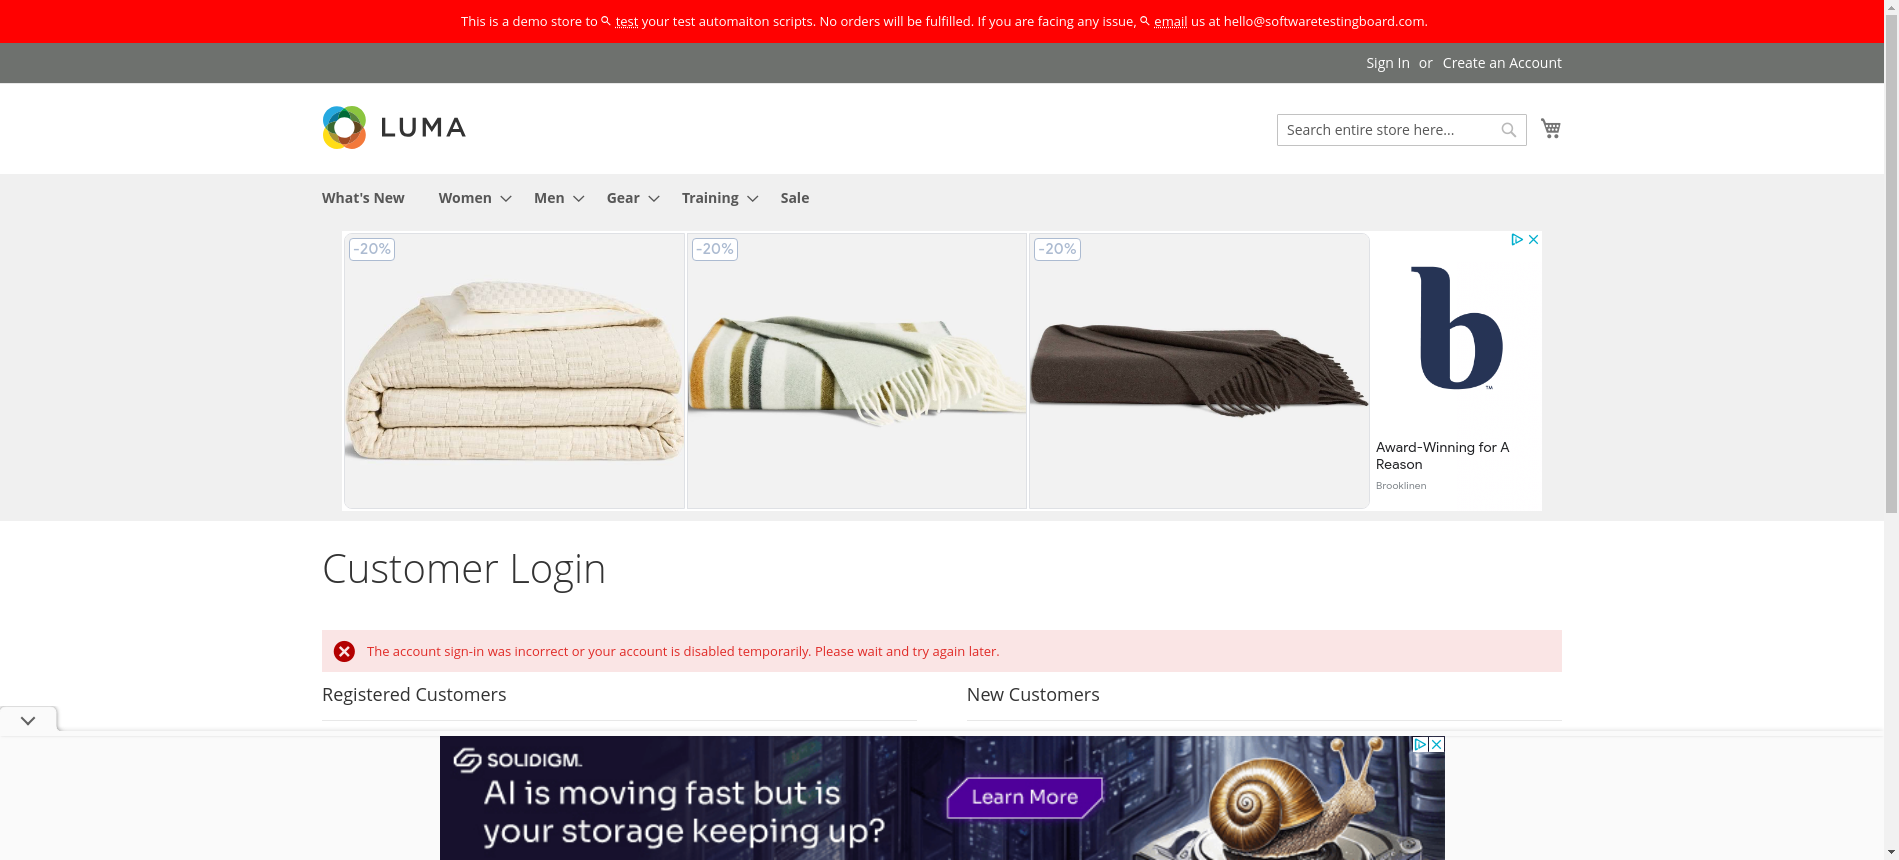 This is a demo store to test your test automaiton scripts. No orders will be fulfilled. If you are facing any issue, email us at hello@softwaretestingboard.com.
Sign In or Create an Account
LUMA
Search entire store here...
What's New Women Men Gear Training Sale
-20% -20% -20%
b
TM
Award-Winning for A
Reason
Brooklinen
Customer Login
The account sign-in was incorrect or your account is disabled temporarily. Please wait and try again later.
Registered Customers New Customers
SOLIDIGM™
AI is moving fast but is
your storage keeping up?
Learn More